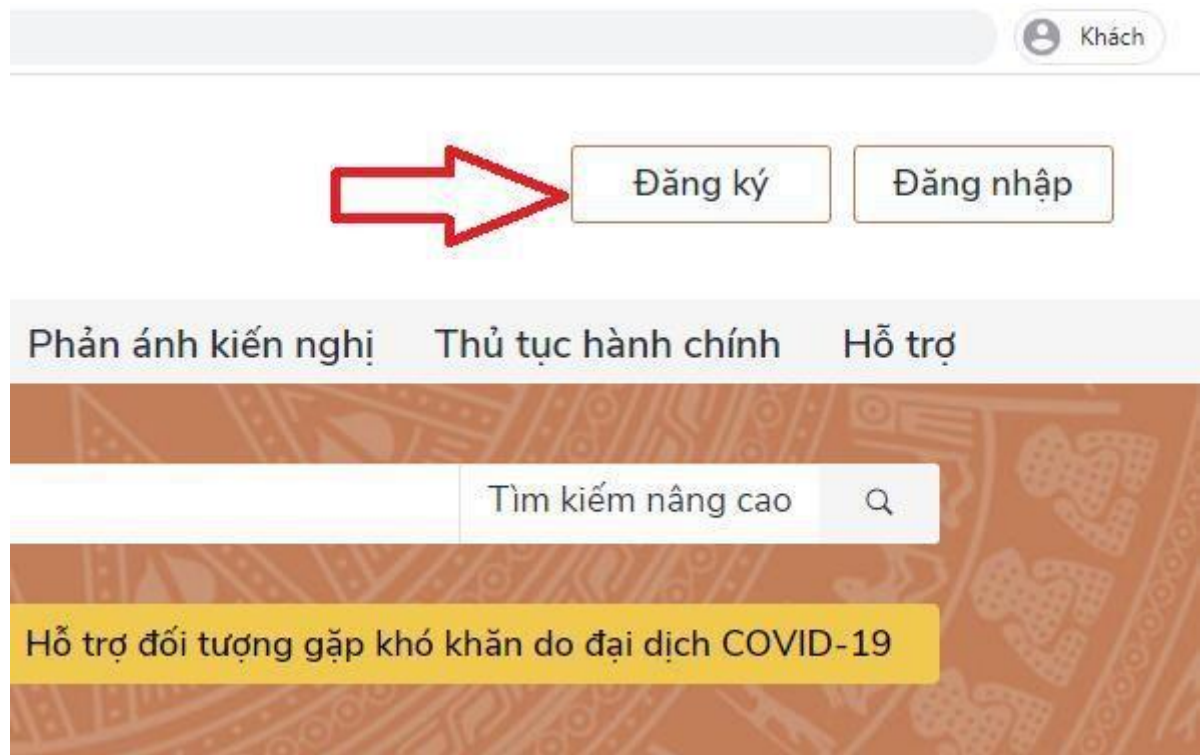 Khách
Đăng ký Đăng nhập
Phản ánh kiến nghị Thủ tục hành chính Hỗ trợ
Tìm kiếm nâng cao
Hỗ trợ đối tượng gặp khó khăn do đại dịch COVID-19